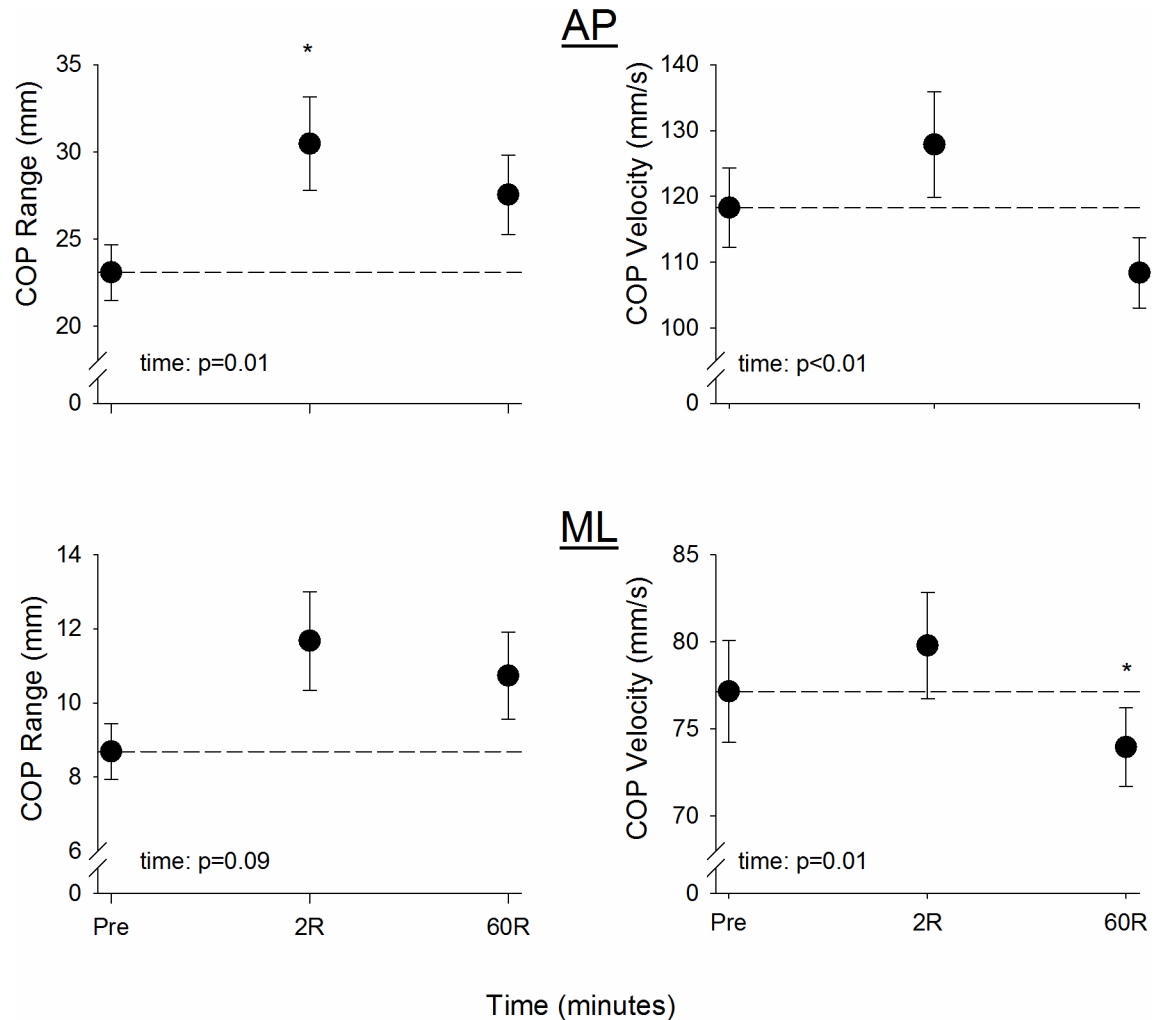 AP
COP Range (mm)
35
30
25
20
0
*
time: p=0.01
COP Velocity (mm/s)
140
130
120
110
100
0
time: p<0.01
ML
COP Range (mm)
14
12
10
8
6
0
time: p=0.09
Pre
2R
60R
COP Velocity (mm/s)
85
80
75
70
0
*
time: p=0.01
Pre
2R
60R
Time (minutes)